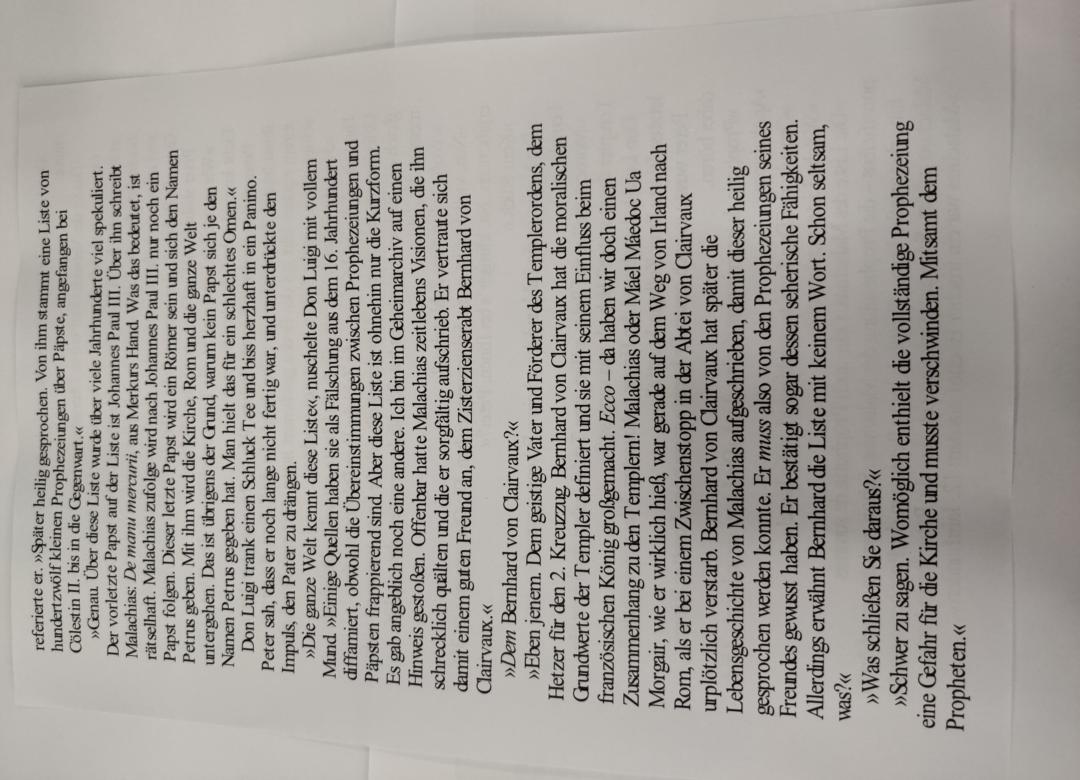 referierte er. »Später heilig gesprochen. Von ihm stammt eine Liste von
hundertzwölf kleinen Prophezeiungen über Päpste, angefangen bei
Cölestin II. bis in die Gegenwart.«
»Genau. Über diese Liste wurde über viele Jahrhunderte viel spekuliert.
Der vorletzte Papst auf der Liste ist Johannes Paul III. Über ihn schreibt
Malachias: De manu mercurii, aus Merkurs Hand. Was das bedeutet, ist
rätselhaft. Malachias zufolge wird nach Johannes Paul III. nur noch ein
Papst folgen. Dieser letzte Papst wird ein Römer sein und sich den Namen
Petrus geben. Mit ihm wird die Kirche, Rom und die ganze Welt
untergehen. Das ist übrigens der Grund, warum kein Papst sich je den
Namen Petrus gegeben hat. Man hielt das für ein schlechtes Omen.«
Don Luigi trank einen Schluck Tee und biss herzhaft in ein Panino.
Peter sah, dass er noch lange nicht fertig war, und unterdrückte den
Impuls, den Pater zu drängen.
»Die ganze Welt kennt diese Liste«, nuschelte Don Luigi mit vollem
Mund. »Einige Quellen haben sie als Fälschung aus dem 16. Jahrhundert
diffamiert, obwohl die Übereinstimmungen zwischen Prophezeiungen und
Päpsten frappierend sind. Aber diese Liste ist ohnehin nur die Kurzform.
Es gab angeblich noch eine andere. Ich bin im Geheimarchiv auf einen
Hinweis gestoßen. Offenbar hatte Malachias zeitlebens Visionen, die ihn
schrecklich quälten und die er sorgfältig aufschrieb. Er vertraute sich
damit einem guten Freund an, dem Zisterzienserabt Bernhard von
Clairvaux.«
»Dem Bernhard von Clairvaux?«
»Eben jenem. Dem geistige Vater und Förderer des Templerordens, dem
Hetzer für den 2. Kreuzzug. Bernhard von Clairvaux hat die moralischen
Grundwerte der Templer definiert und sie mit seinem Einfluss beim
französischen König großgemacht. Ecco – da haben wir doch einen
Zusammenhang zu den Templern! Malachias oder Máel Máedoc Ua
Morgair, wie er wirklich hieß, war gerade auf dem Weg von Irland nach
Rom, als er bei einem Zwischenstopp in der Abtei von Clairvaux
urplötzlich verstarb. Bernhard von Clairvaux hat später die
Lebensgeschichte von Malachias aufgeschrieben, damit dieser heilig
gesprochen werden konnte. Er muss also von den Prophezeiungen seines
Freundes gewusst haben. Er bestätigt sogar dessen seherische Fähigkeiten.
Allerdings erwähnt Bernhard die Liste mit keinem Wort. Schon seltsam,
was?«
»Was schließen Sie daraus?«
»Schwer zu sagen. Womöglich enthielt die vollständige Prophezeiung
eine Gefahr für die Kirche und musste verschwinden. Mitsamt dem
Propheten.«